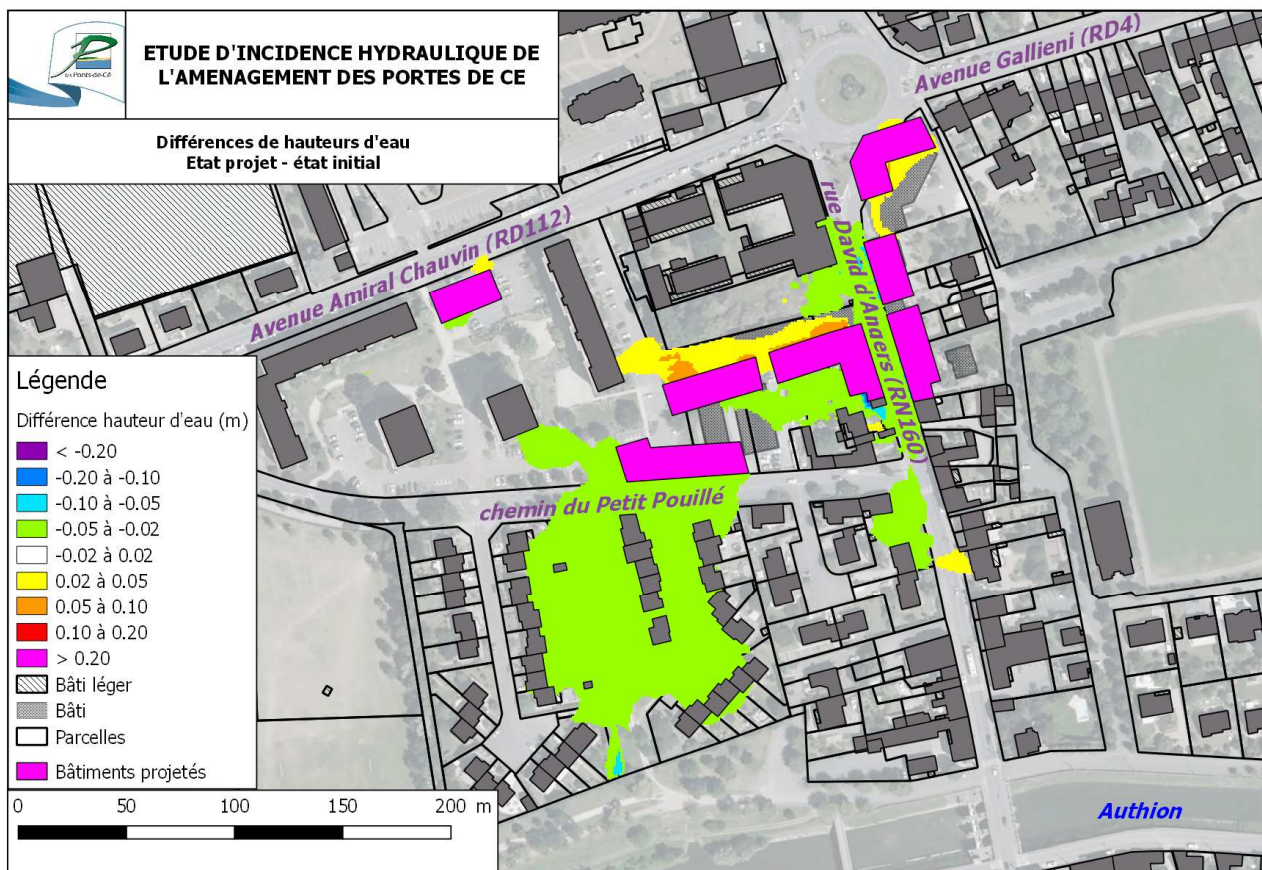 les Ponts-de-Cé
ETUDE D'INCIDENCE HYDRAULIQUE DE
L'AMENAGEMENT DES PORTES DE CE
Différences de hauteurs d'eau
Etat projet - état initial
Avenue Gallieni (RD4)
Avenue Amiral Chauvin (RD112)
rue David d'Angers (RN160)
chemin du Petit Pouillé
Authion
Légende
Différence hauteur d'eau (m)
< -0.20
-0.20 à -0.10
-0.10 à -0.05
-0.05 à -0.02
-0.02 à 0.02
0.02 à 0.05
0.05 à 0.10
0.10 à 0.20
> 0.20
Bâti léger
Bâti
Parcelles
Bâtiments projetés
0 50 100 150 200 m